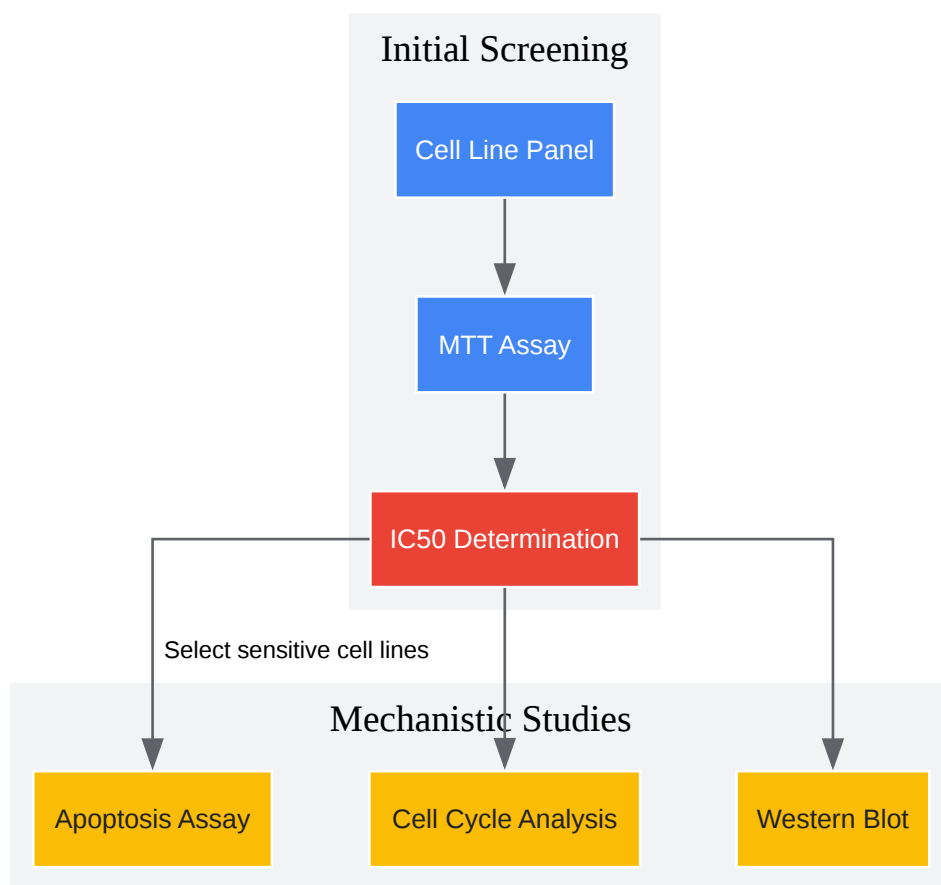 Initial Screening
Cell Line Panel
MTT Assay
IC50 Determination
Select sensitive cell lines
Mechanistic Studies
Apoptosis Assay
Cell Cycle Analysis
Western Blot